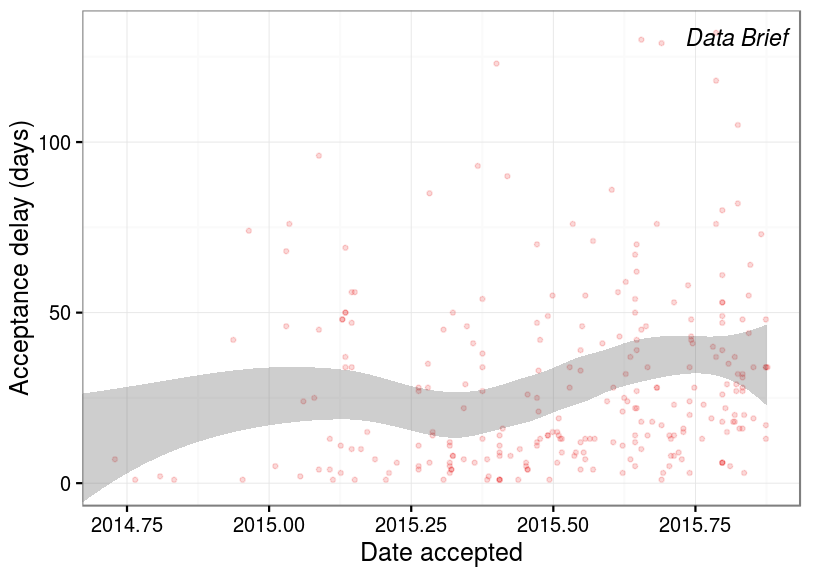 Data Brief
Acceptance delay (days)
100
50
0
2014.75 2015.00 2015.25 2015.50 2015.75
Date accepted